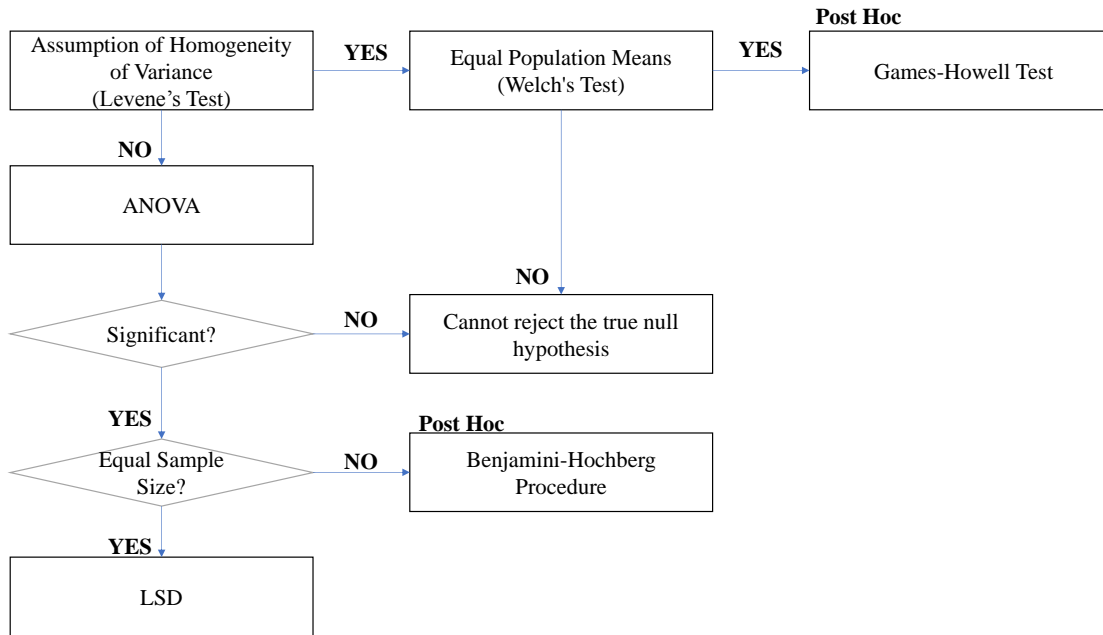 Post Hoc
Assumption of Homogeneity
of Variance
(Levene's Test)
YES
Equal Population Means
(Welch's Test)
YES
Games-Howell Test
NO
ANOVA
NO
Significant?
NO
Cannot reject the true null
hypothesis
YES
Post Hoc
Equal Sample
Size?
NO
Benjamini-Hochberg
Procedure
YES
LSD